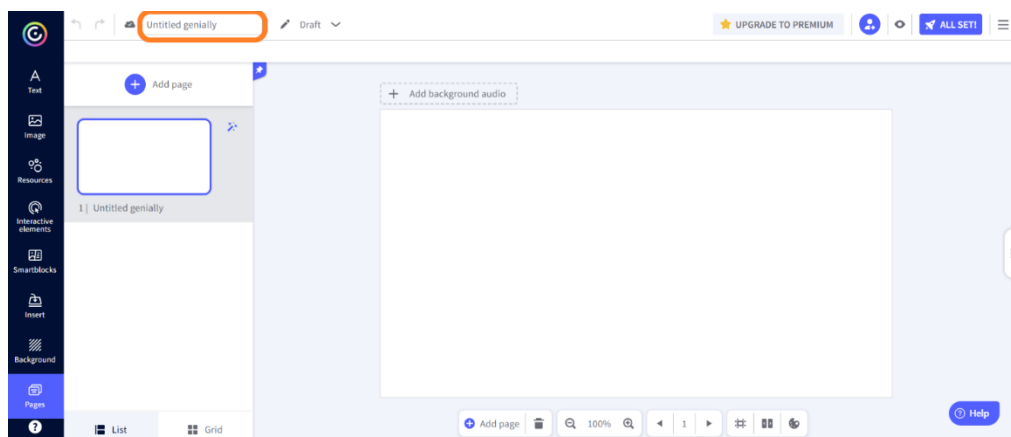 Untitled genially
Draft
UPGRADE TO PREMIUM
ALL SET!
Text
Image
Resources
Interactive
elements
Smartblocks
Insert
Background
Pages
Add page
1 | Untitled genially
List
Grid
+ Add background audio
Add page
100%
1
? Help